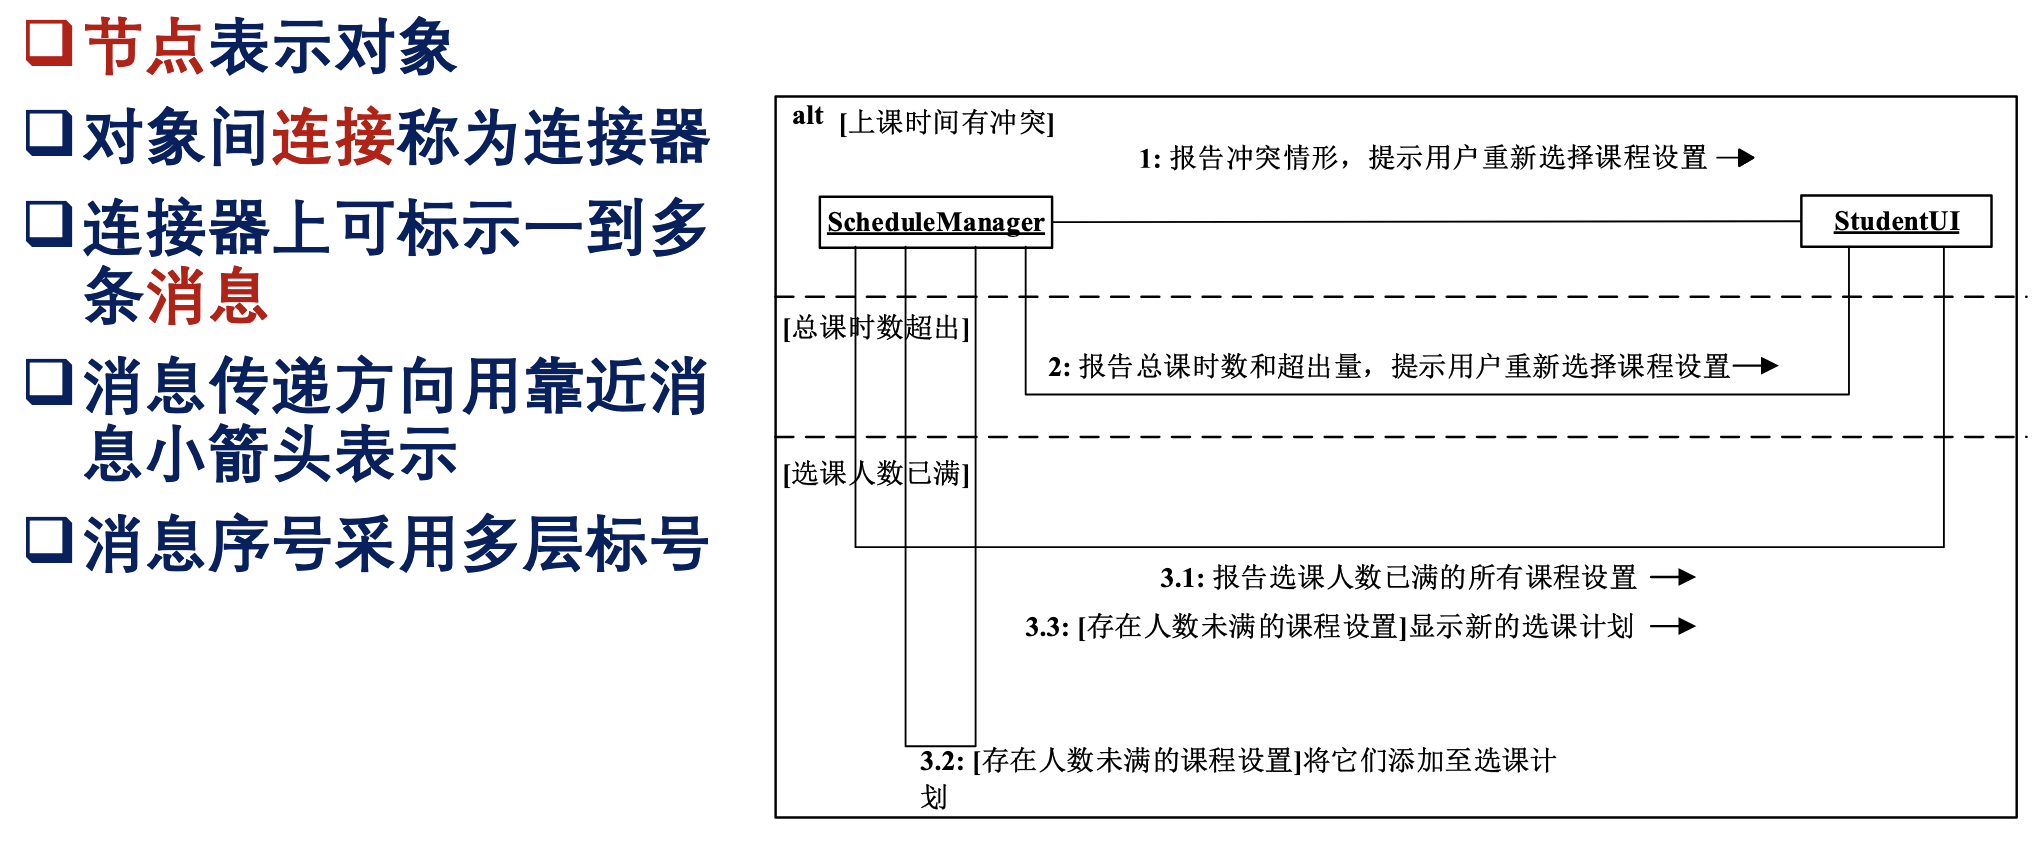 节点表示对象
对象间连接称为连接器
连接器上可标示一到多
条消息
消息传递方向用靠近消
息小箭头表示
消息序号采用多层标号
alt [上课时间有冲突]
1: 报告冲突情形，提示用户重新选择课程设置
ScheduleManager
StudentUI
[总课时数超出]
2: 报告总课时数和超出量，提示用户重新选择课程设置
[选课人数已满]
3.1: 报告选课人数已满的所有课程设置
3.3: [存在人数未满的课程设置]显示新的选课计划
3.2: [存在人数未满的课程设置]将它们添加至选课计
划